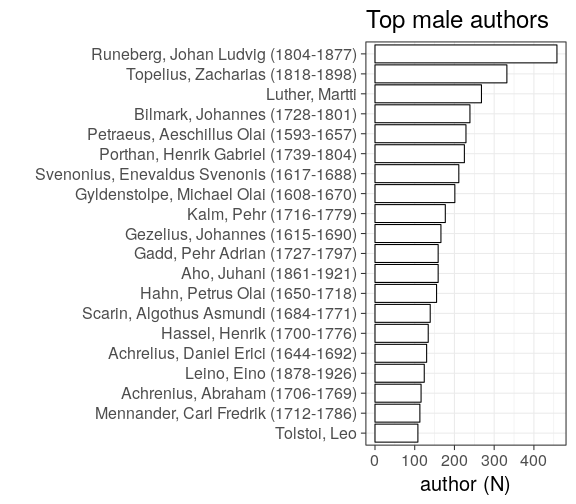 Top male authors
Runeberg, Johan Ludvig (1804-1877)
Topelius, Zacharias (1818-1898)
Luther, Martti
Bilmark, Johannes (1728-1801)
Petraeus, Aeschillus Olai (1593-1657)
Porthan, Henrik Gabriel (1739-1804)
Svenonius, Enevaldus Svenonis (1617-1688)
Gyldenstolpe, Michael Olai (1608-1670)
Kalm, Pehr (1716-1779)
Gezelius, Johannes (1615-1690)
Gadd, Pehr Adrian (1727-1797)
Aho, Juhani (1861-1921)
Hahn, Petrus Olai (1650-1718)
Scarin, Algothus Asmundi (1684-1771)
Hassel, Henrik (1700-1776)
Achrelius, Daniel Erici (1644-1692)
Leino, Eino (1878-1926)
Achrenius, Abraham (1706-1769)
Mennander, Carl Fredrik (1712-1786)
Tolstoi, Leo
0 100 200 300 400
author (N)